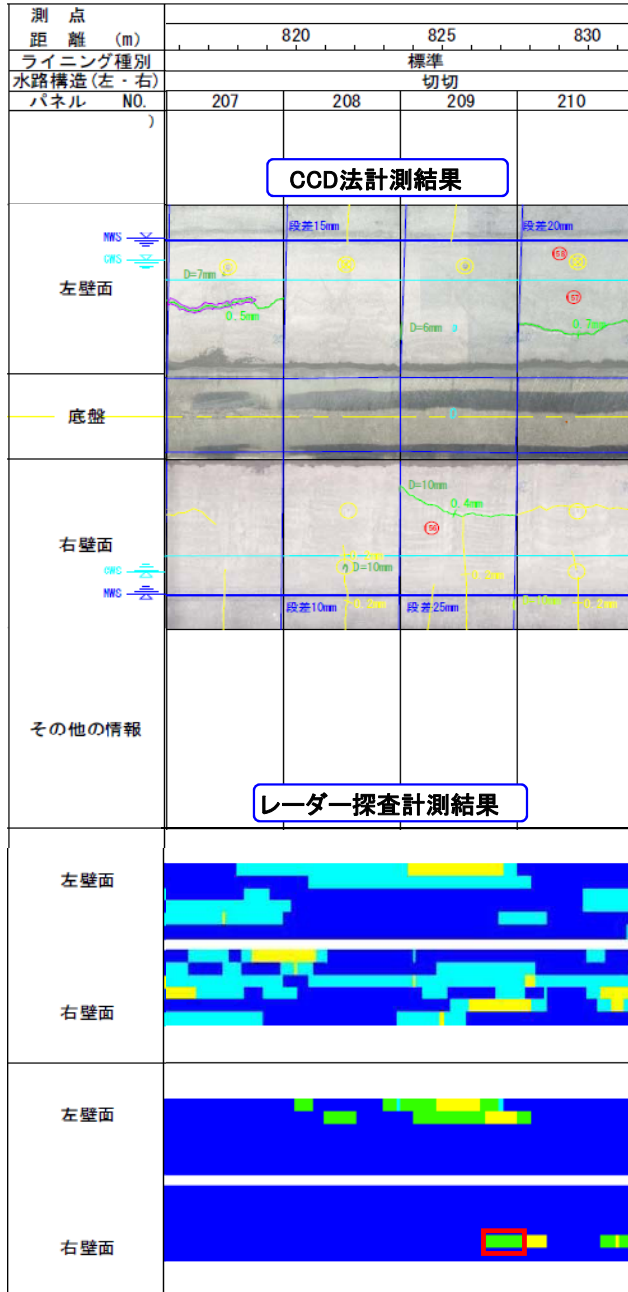 測 点
距 離 (m) 820 825 830
ライニング種別 標準
水路構造(左・右) 切切
パネル NO. 207 208 209 210
)
CCD法計測結果
段差15mm 段差20mm
NWS
CWS
D=7mm
左壁面
0.5mm
D=6mm
158
157
0.7mm
底盤
D=10mm
0.4mm
156
右壁面
0.2mm
D=10mm
0.2mm
CWS
NWS
段差10mm 0.2mm 段差25mm 0.2mm
その他の情報
レーダー探査計測結果
左壁面
右壁面
左壁面
右壁面